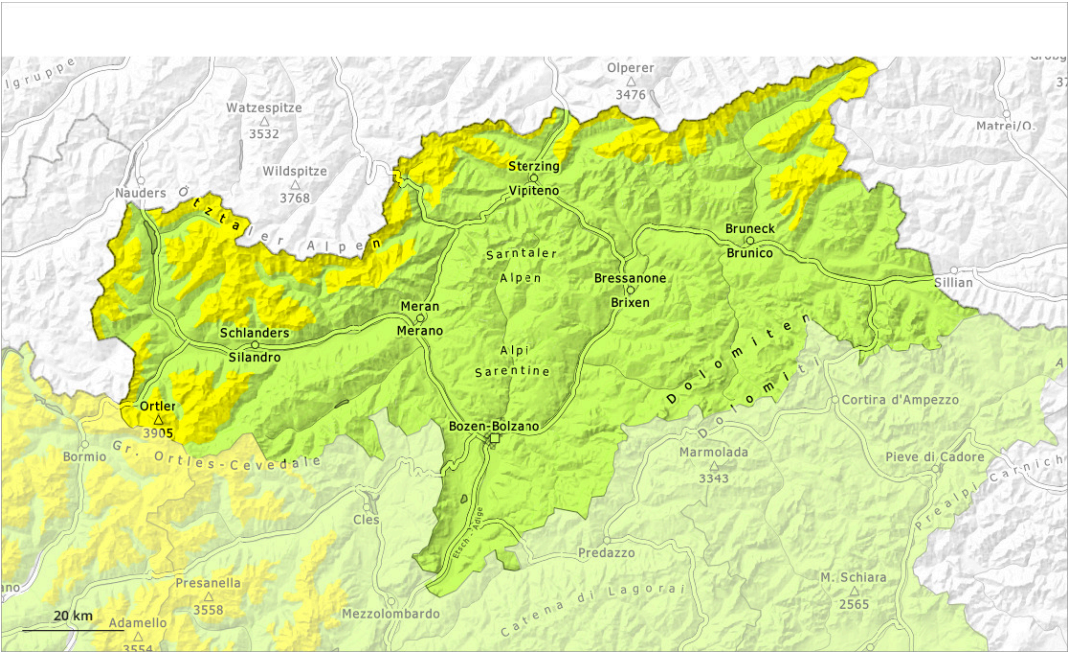 lgruppe
Olperer
3476
Watzespitze
3532
Matrei/O.
Wildspitze
3768
Nauders
Ötztaler Alpen
Sterzing
Vipiteno
Bruneck
Brunico
Sarntaler
Alpen
Bressanone
Brixen
Sillian
Meran
Merano
Schlanders
Silandro
Alpi
Sarentine
Dolomiten
Dolomiti
Ortler
3905
Bozen-Bolzano
Cortina d'Ampezzo
Bormio
Gr. Ortles-Cevedale
Marmolada
3343
Pieve di Cadore
Prealpi Carnich
Cles
Etsch - Adige
Predazzo
Presanella
3558
M. Schiara
2565
Mezzolombardo
Catena di Lagorai
20 km
Adamello
3554